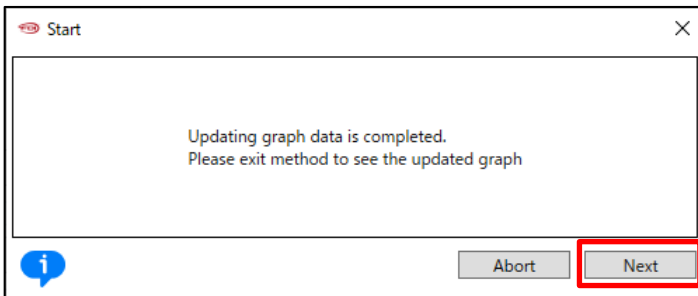 Start
Updating graph data is completed.
Please exit method to see the updated graph
Abort
Next